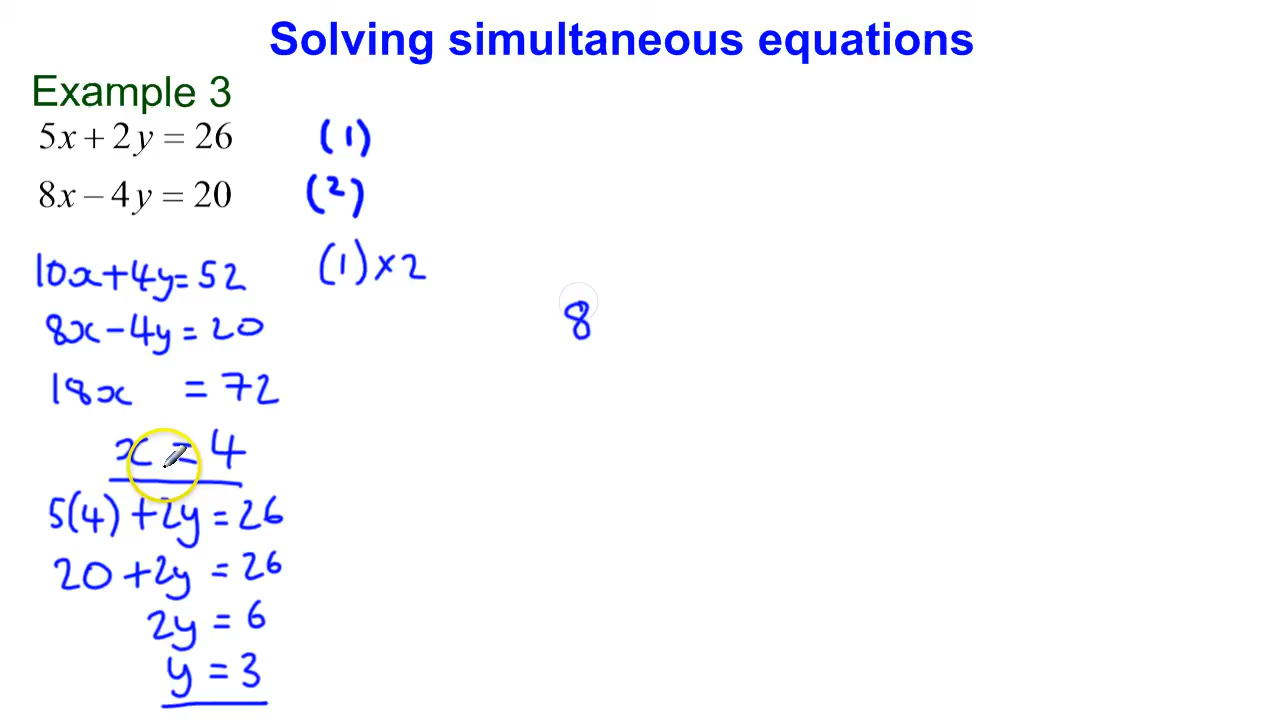 Solving simultaneous equations
Example 3
5x + 2y = 26 (1)
8x − 4y = 20 (2)
10x+4y=52 (1)×2
8x−4y=20
8
18x =72
x=4
5(4)+2y=26
20+2y=26
2y=6
y=3